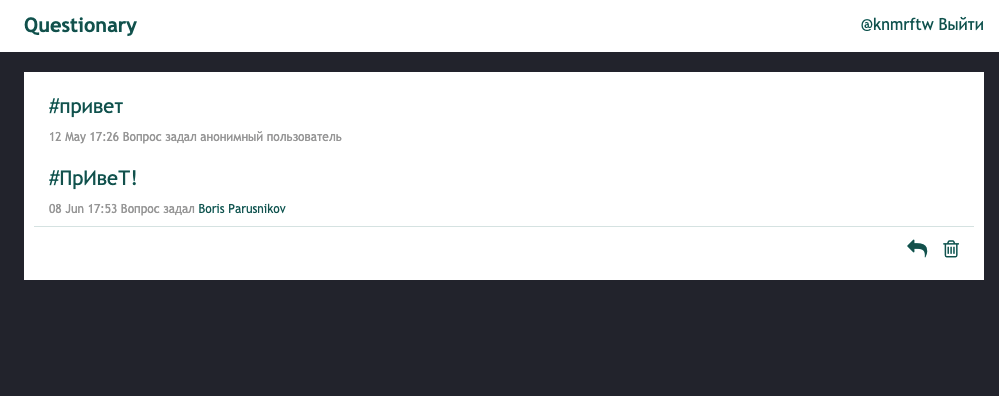 Questionary
@knmrftw Выйти
#привет
12 May 17:26 Вопрос задал анонимный пользователь
#ПрИвеТ!
08 Jun 17:53 Вопрос задал Boris Parusnikov